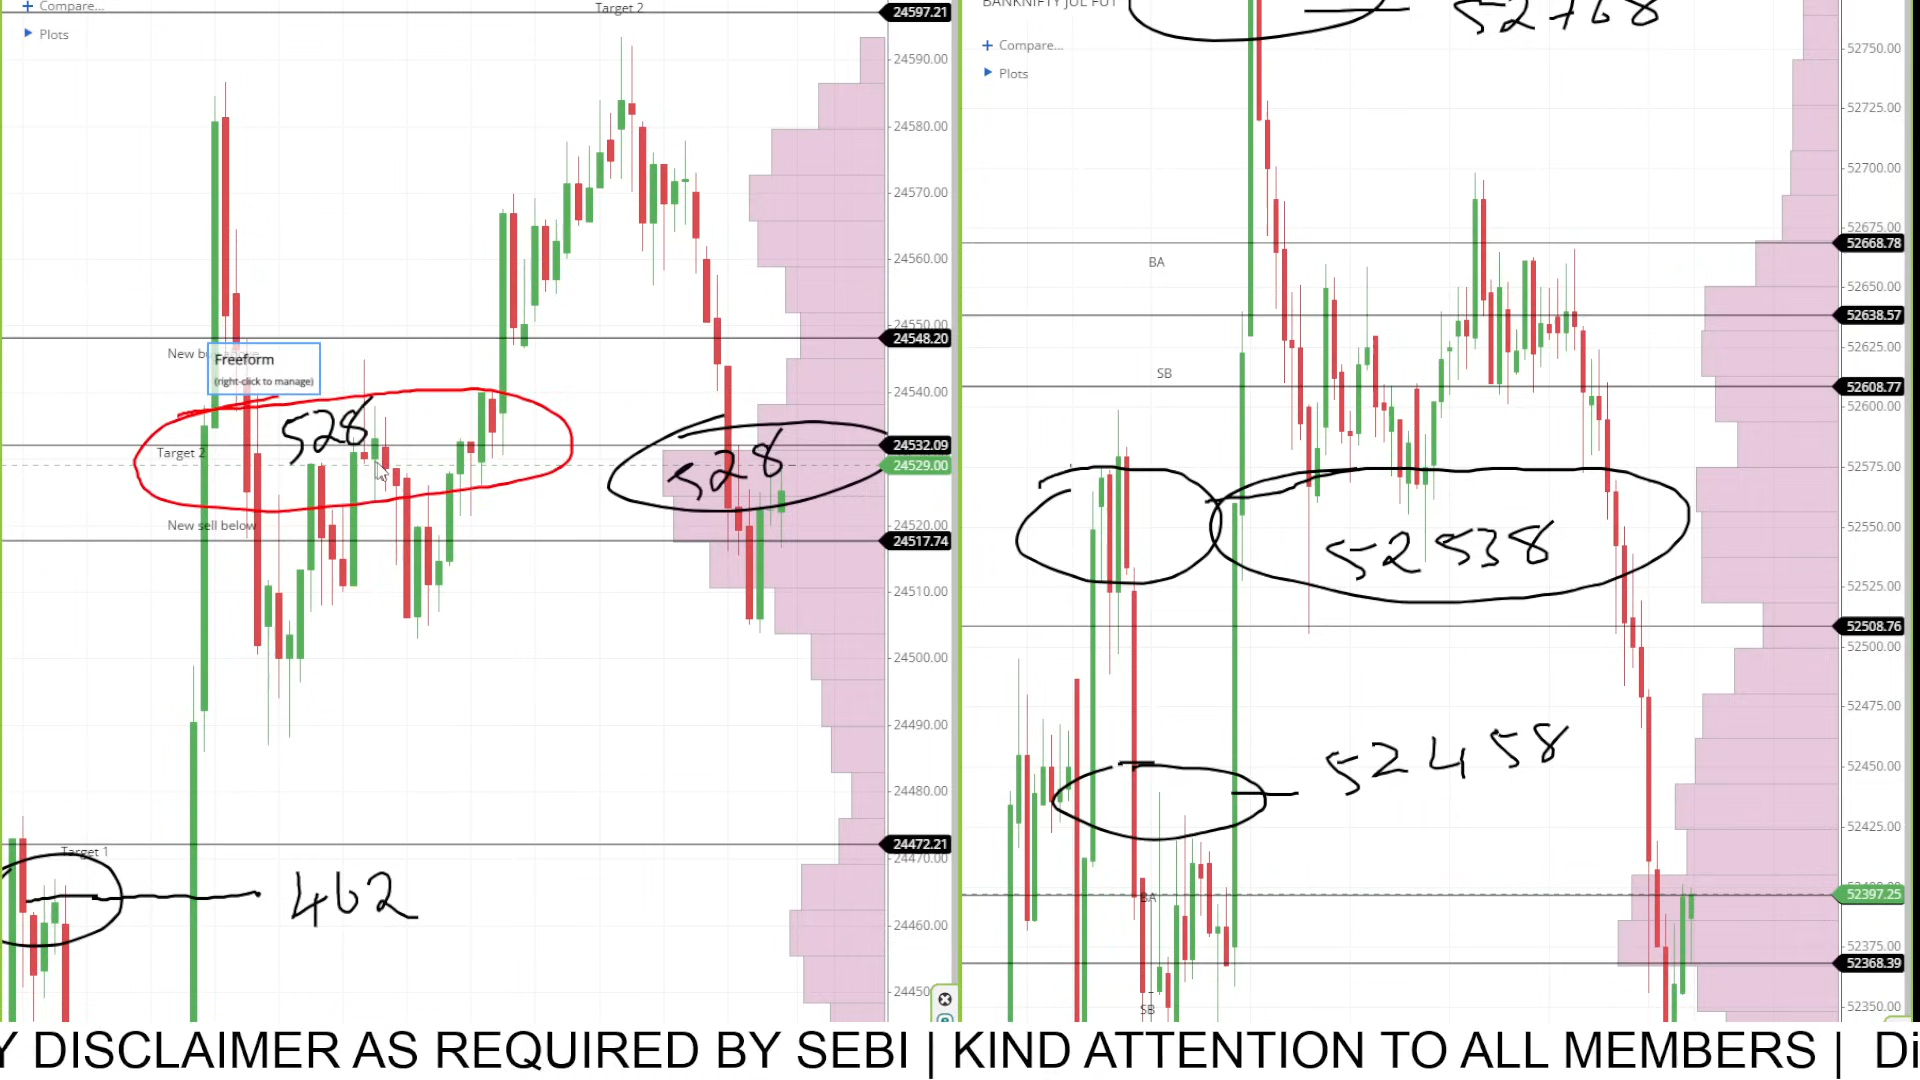 Compare...
Plots
Target 2
24597.21
24590.00
24580.00
24570.00
24560.00
24550.00
24548.20
New b
Freeform
(right-click to manage)
24540.00
528
528
Target 2
24532.09
24529.00
New sell below
24520.00
24517.74
24510.00
24500.00
24490.00
24480.00
Target 1
24472.21
24470.00
462
24460.00
24450
BANKNIFTY JUL FUT
52768
Compare...
Plots
52750.00
52725.00
52700.00
52675.00
52668.78
BA
52650.00
52638.57
52625.00
SB
52608.77
52600.00
52575.00
52538
52550.00
52525.00
52508.76
52500.00
52475.00
52458
52450.00
52425.00
BA
52397.25
52375.00
52368.39
SB
52350.00
Y DISCLAIMER AS REQUIRED BY SEBI | KIND ATTENTION TO ALL MEMBERS | Di